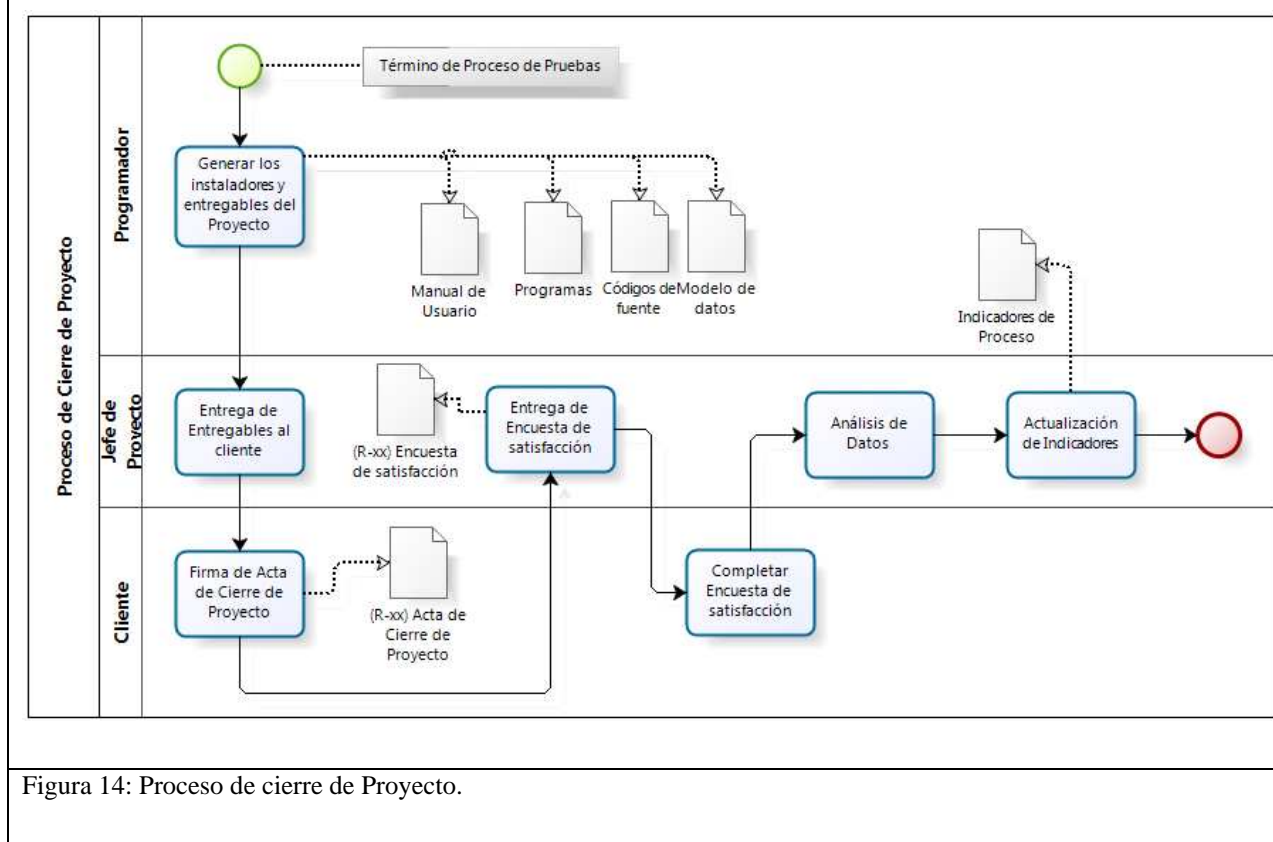 Proceso de Cierre de Proyecto
Programador
Término de Proceso de Pruebas
Generar los
instaladores y
entregables del
Proyecto
Manual de
Usuario
Programas
Códigos de
fuente
Modelo de
datos
Indicadores de
Proceso
Jefe de
Proyecto
Entrega de
Entregables al
cliente
(R-xx) Encuesta
de satisfacción
Entrega de
Encuesta de
satisfacción
Análisis de
Datos
Actualización
de Indicadores
Cliente
Firma de Acta
de Cierre de
Proyecto
(R-xx) Acta de
Cierre de
Proyecto
Completar
Encuesta de
satisfacción
Figura 14: Proceso de cierre de Proyecto.